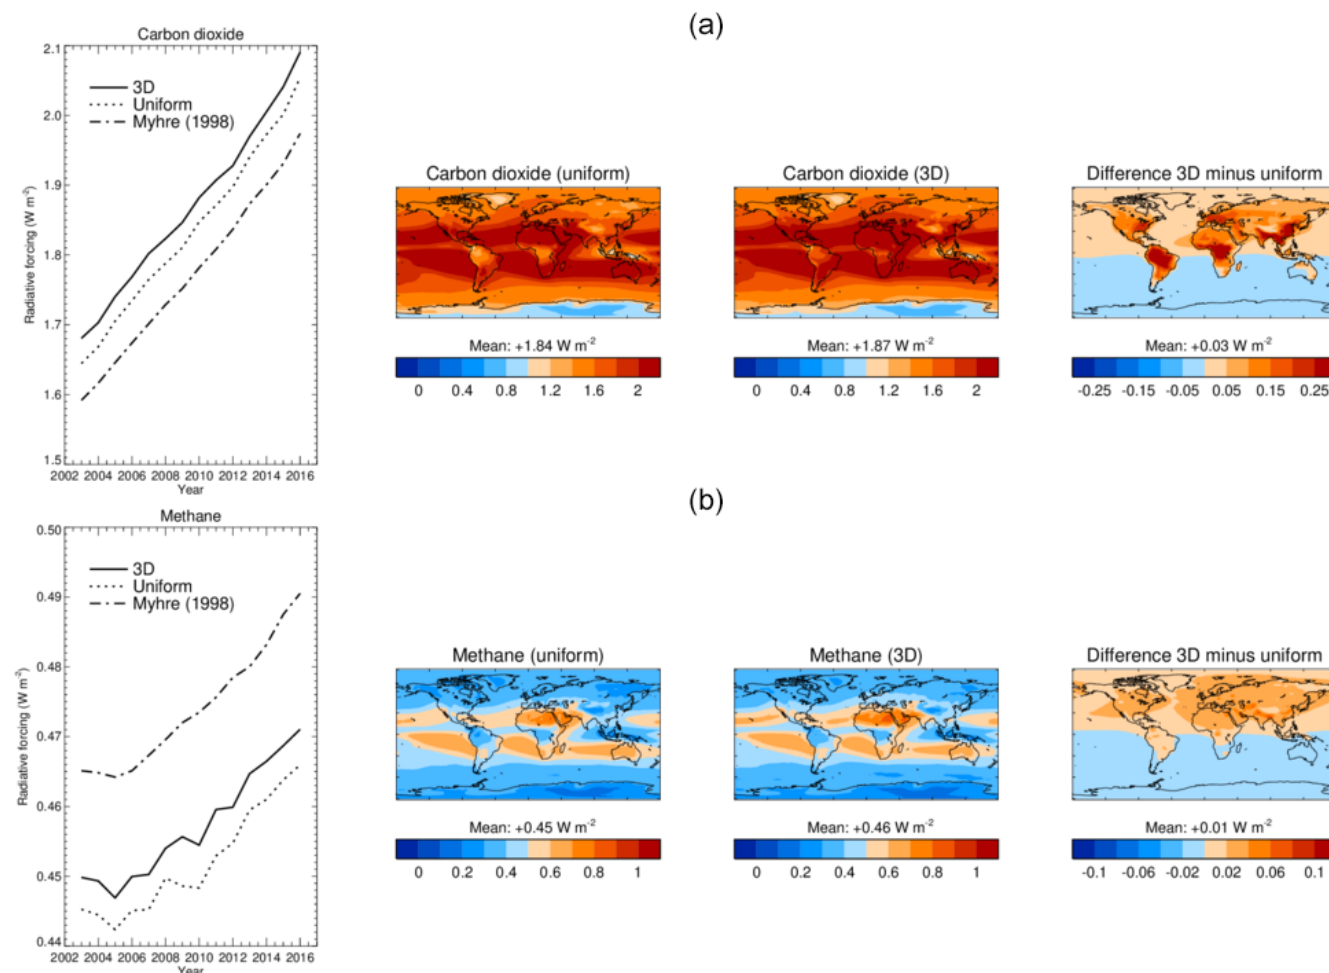 (a)
Carbon dioxide
2.1
2.0
1.9
1.8
1.7
1.6
1.5
3D
Uniform
Myhre (1998)
Radiative forcing (W m⁻²)
2002 2004 2006 2008 2010 2012 2014 2016
Year
Carbon dioxide (uniform)
Mean: +1.84 W m⁻²
0 0.4 0.8 1.2 1.6 2
Carbon dioxide (3D)
Mean: +1.87 W m⁻²
0 0.4 0.8 1.2 1.6 2
Difference 3D minus uniform
Mean: +0.03 W m⁻²
-0.25 -0.15 -0.05 0.05 0.15 0.25
(b)
Methane
0.50
0.49
0.48
0.47
0.46
0.45
0.44
3D
Uniform
Myhre (1998)
Radiative forcing (W m⁻²)
2002 2004 2006 2008 2010 2012 2014 2016
Year
Methane (uniform)
Mean: +0.45 W m⁻²
0 0.2 0.4 0.6 0.8 1
Methane (3D)
Mean: +0.46 W m⁻²
0 0.2 0.4 0.6 0.8 1
Difference 3D minus uniform
Mean: +0.01 W m⁻²
-0.1 -0.06 -0.02 0.02 0.06 0.1